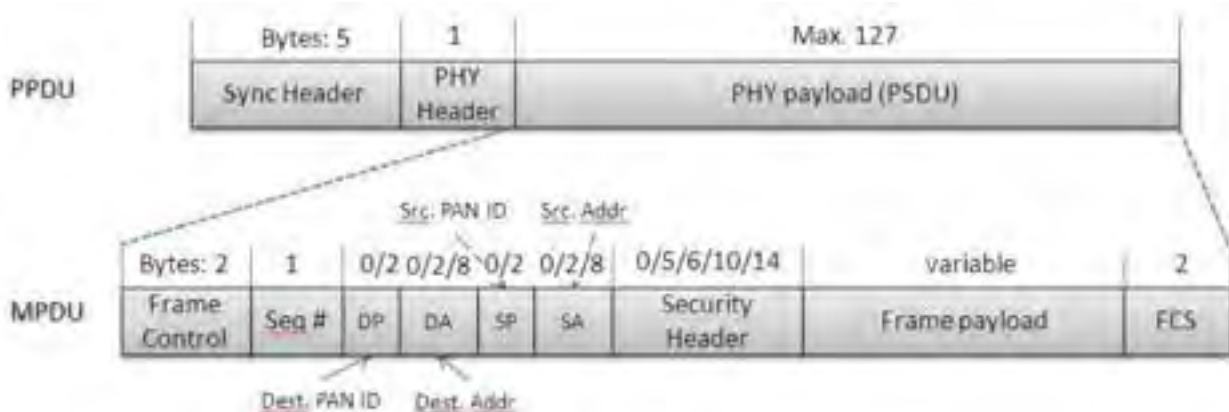 Bytes: 5 1 Max. 127
PPDU Sync Header PHY Header PHY payload (PSDU)
Src. PAN ID Src. Addr
Bytes: 2 1 0/2 0/2/8 0/2 0/2/8 0/5/6/10/14 variable 2
MPDU Frame Control Seq # DP DA SP SA Security Header Frame payload FCS
Dest. PAN ID Dest. Addr